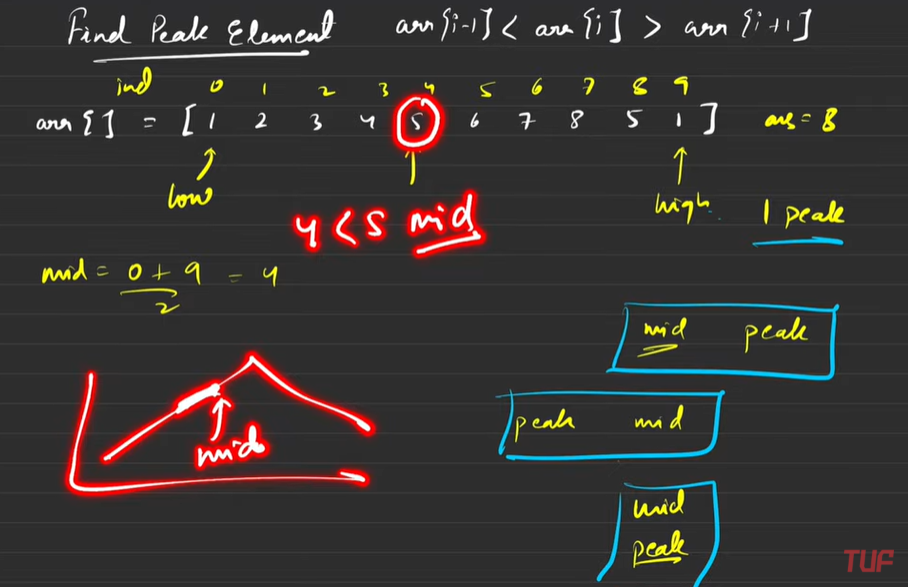 Find Peak Element arr[i-1] < arr[i] > arr[i+1]
ind 0 1 2 3 4 5 6 7 8 9
arr[] = [ 1 2 3 4 5 6 7 8 5 1 ] ans = 8
low high
4 < 5 mid 1 peak
mid = 0 + 9 = 4
2
mid peak
peak mid
mid
mid
peak
TUF